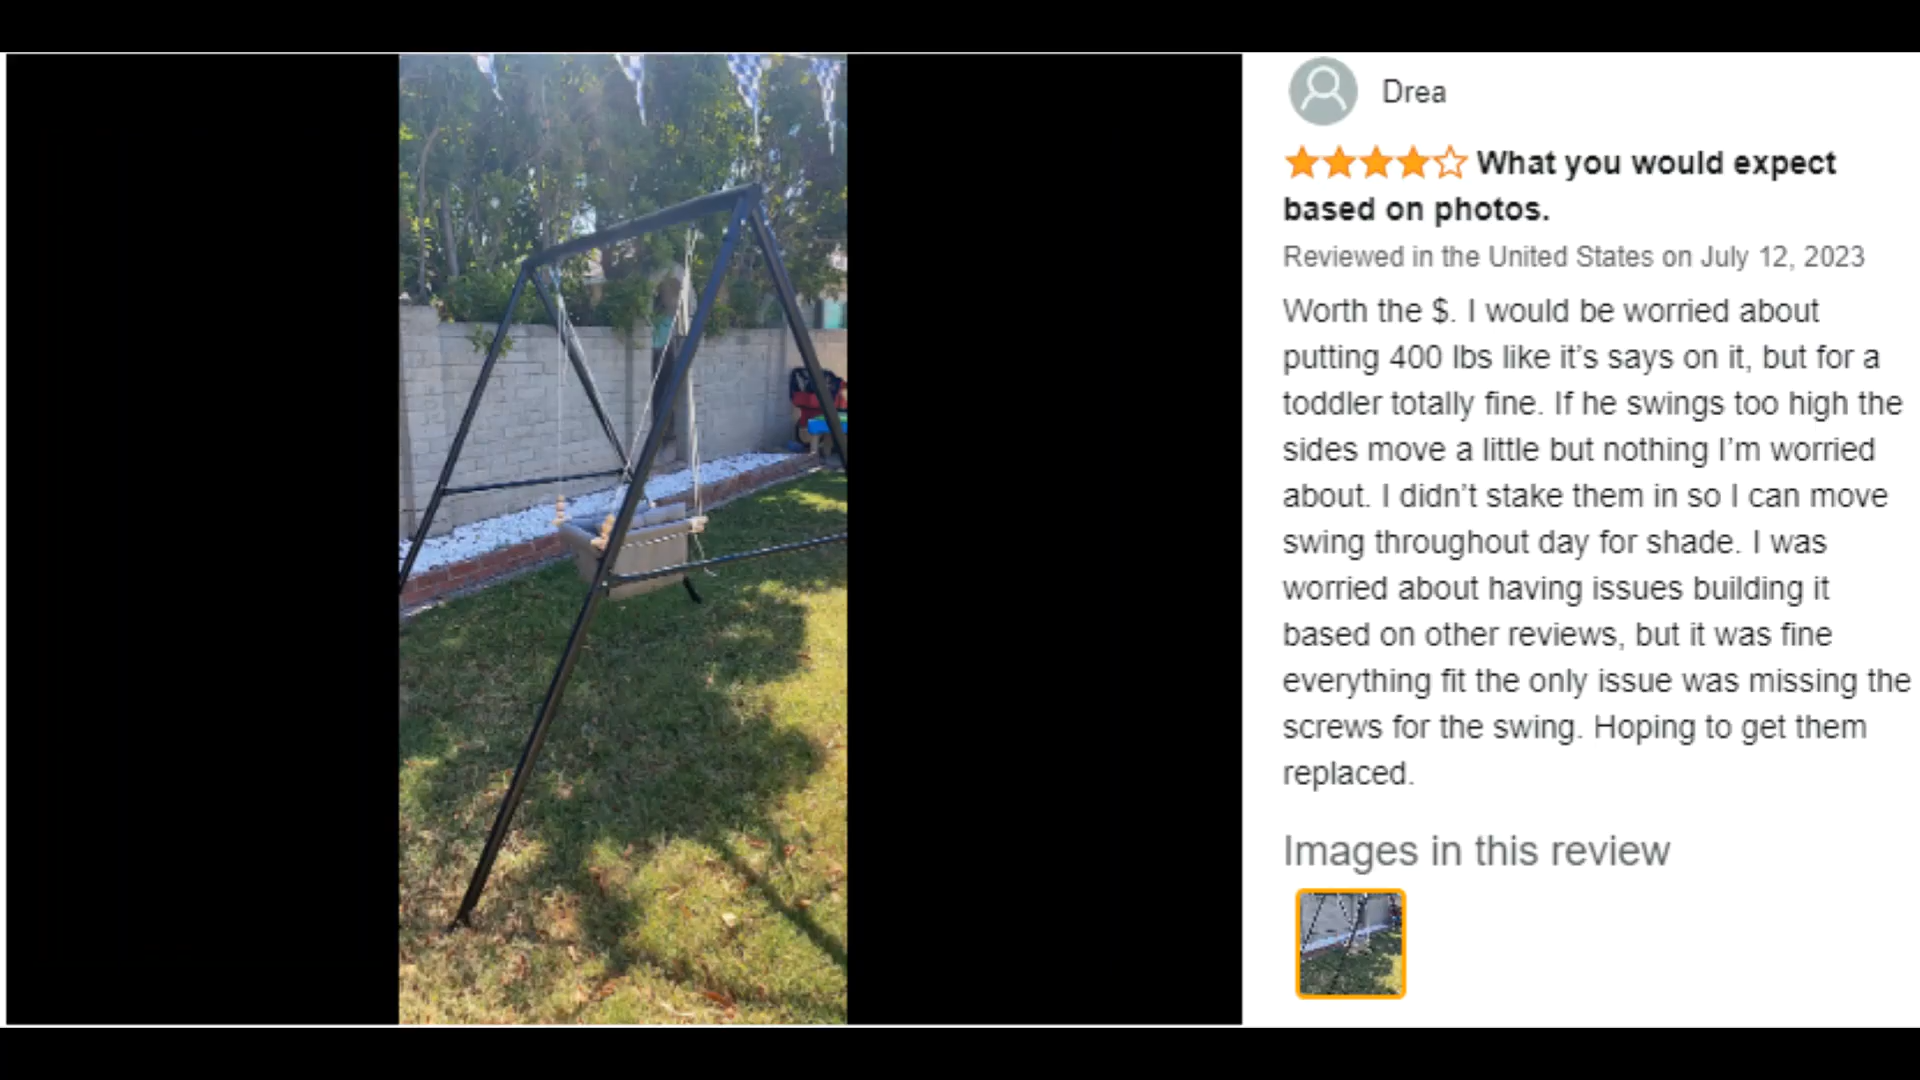 Drea
What you would expect
based on photos.
Reviewed in the United States on July 12, 2023
Worth the $. I would be worried about
putting 400 lbs like it’s says on it, but for a
toddler totally fine. If he swings too high the
sides move a little but nothing I’m worried
about. I didn’t stake them in so I can move
swing throughout day for shade. I was
worried about having issues building it
based on other reviews, but it was fine
everything fit the only issue was missing the
screws for the swing. Hoping to get them
replaced.
Images in this review